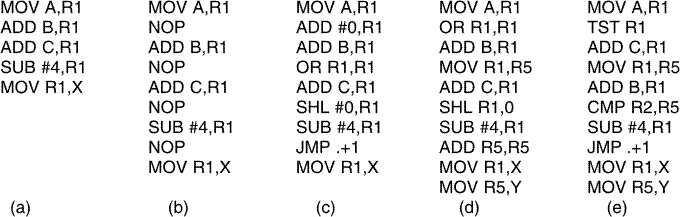 MOV A,R1
ADD B,R1
ADD C,R1
SUB #4,R1
MOV R1,X
(a)
MOV A,R1
NOP
ADD B,R1
NOP
ADD C,R1
NOP
SUB #4,R1
NOP
MOV R1,X
(b)
MOV A,R1
ADD #0,R1
ADD B,R1
OR R1,R1
ADD C,R1
SHL #0,R1
SUB #4,R1
JMP .+1
MOV R1,X
(c)
MOV A,R1
OR R1,R1
ADD B,R1
MOV R1,R5
ADD C,R1
SHL R1,0
SUB #4,R1
ADD R5,R5
MOV R1,X
MOV R5,Y
(d)
MOV A,R1
TST R1
ADD C,R1
MOV R1,R5
ADD B,R1
CMP R2,R5
SUB #4,R1
JMP .+1
MOV R1,X
MOV R5,Y
(e)